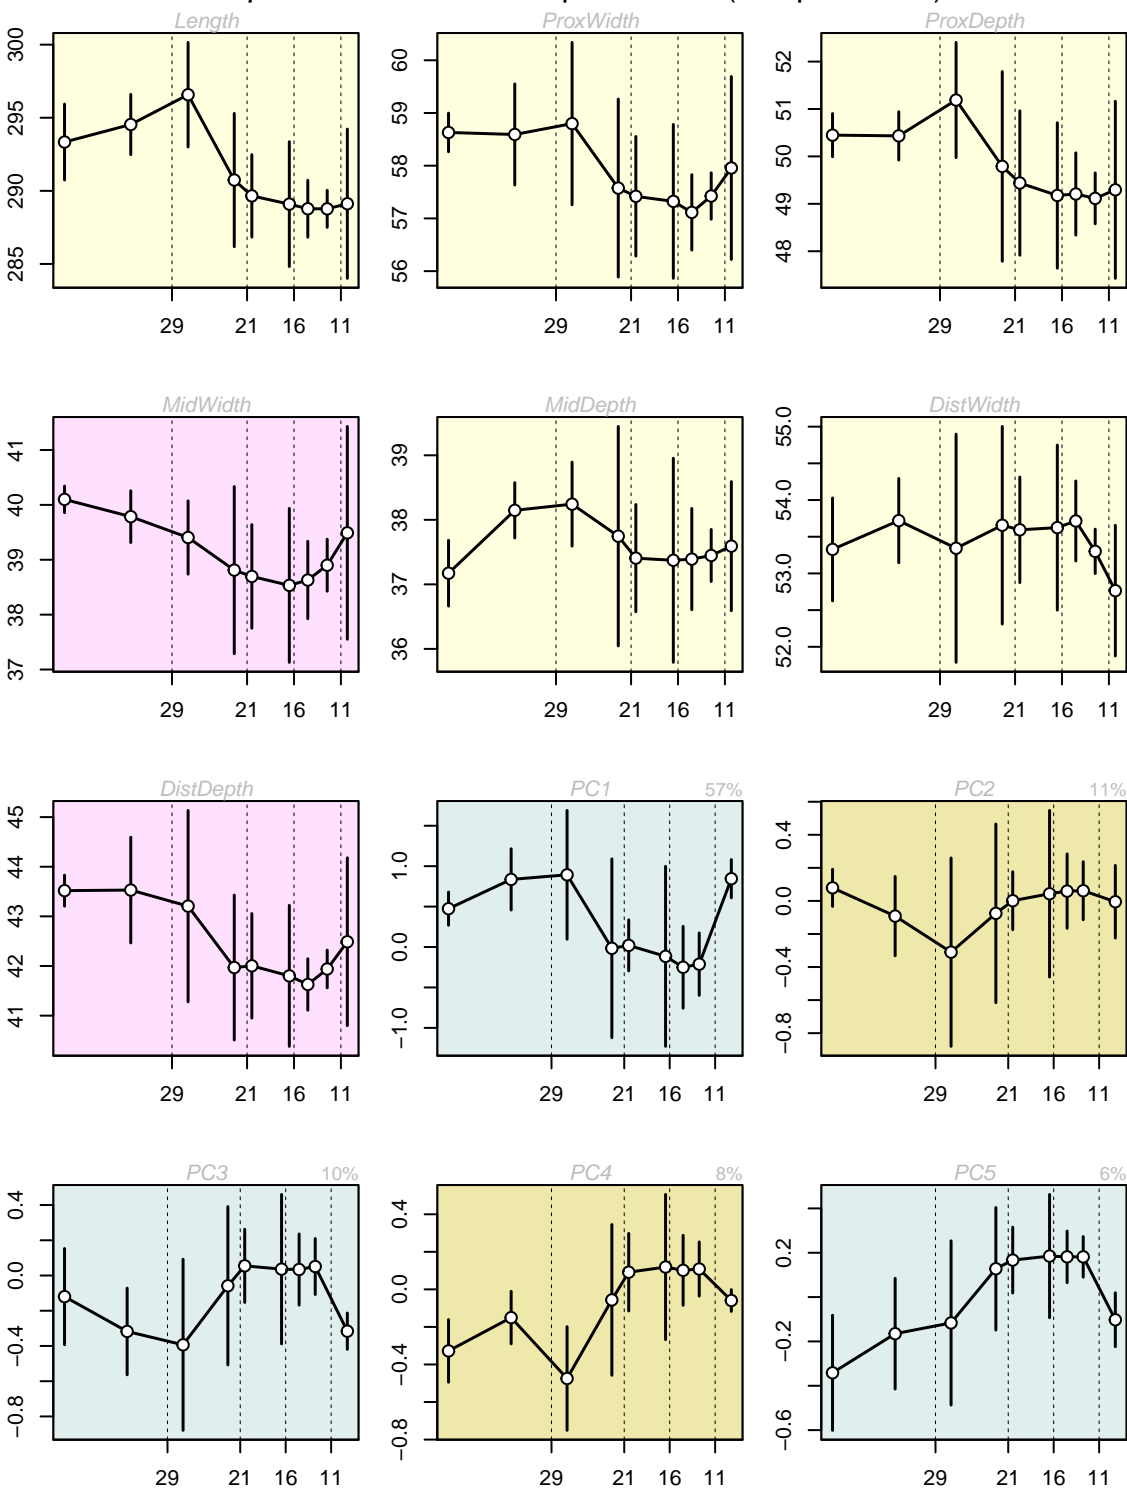 Length ProxWidth ProxDepth
300 295 290 285
60 59 58 57 56
52 51 50 49 48
29 21 16 11 29 21 16 11 29 21 16 11
MidWidth MidDepth DistWidth
41 40 39 38 37
39 38 37 36
55.0 54.0 53.0 52.0
29 21 16 11 29 21 16 11 29 21 16 11
DistDepth PC1 57% PC2 11%
45 44 43 42 41
1.0 0.0 −1.0
0.4 0.0 −0.4 −0.8
29 21 16 11 29 21 16 11 29 21 16 11
PC3 10% PC4 8% PC5 6%
0.4 0.0 −0.4 −0.8
0.4 0.0 −0.4 −0.8
0.2 −0.2 −0.6
29 21 16 11 29 21 16 11 29 21 16 11